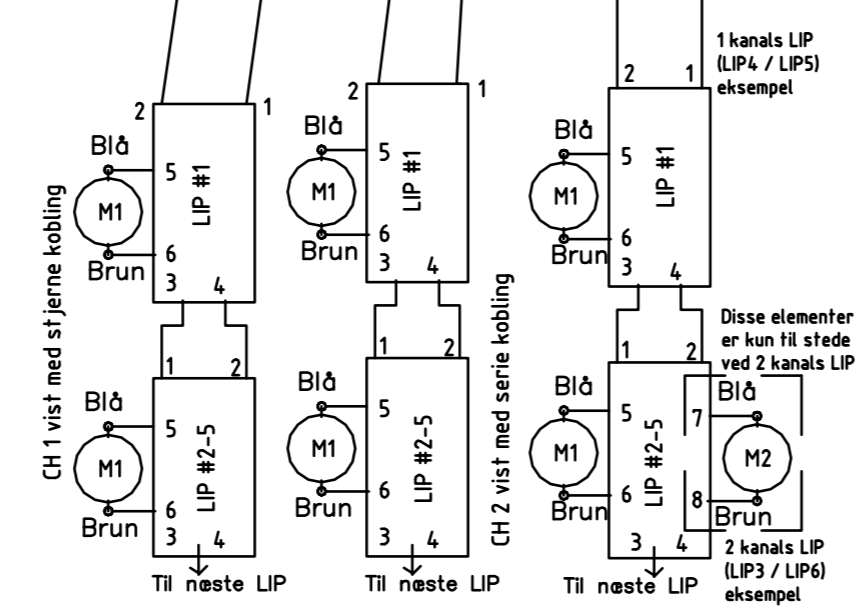 CH 1 vist med stjerne kobling
2
1
Blå
5
M1
LIP #1
6
Brun
3
4
1
2
Blå
5
M1
LIP #2-5
6
Brun
3
4
Til næste LIP
2
1
Blå
5
M1
LIP #1
6
Brun
3
4
1
2
Blå
5
M1
LIP #2-5
6
Brun
3
4
Til næste LIP
CH 2 vist med serie kobling
1 kanals LIP
(LIP4 / LIP5)
eksempel
2
1
Blå
5
M1
LIP #1
6
Brun
3
4
Disse elementer
er kun til stede
ved 2 kanals LIP
1
2
Blå
5
M1
LIP #2-5
6
Brun
7
Blå
M2
8
Brun
3
4
Til næste LIP
2 kanals LIP
(LIP3 / LIP6)
eksempel